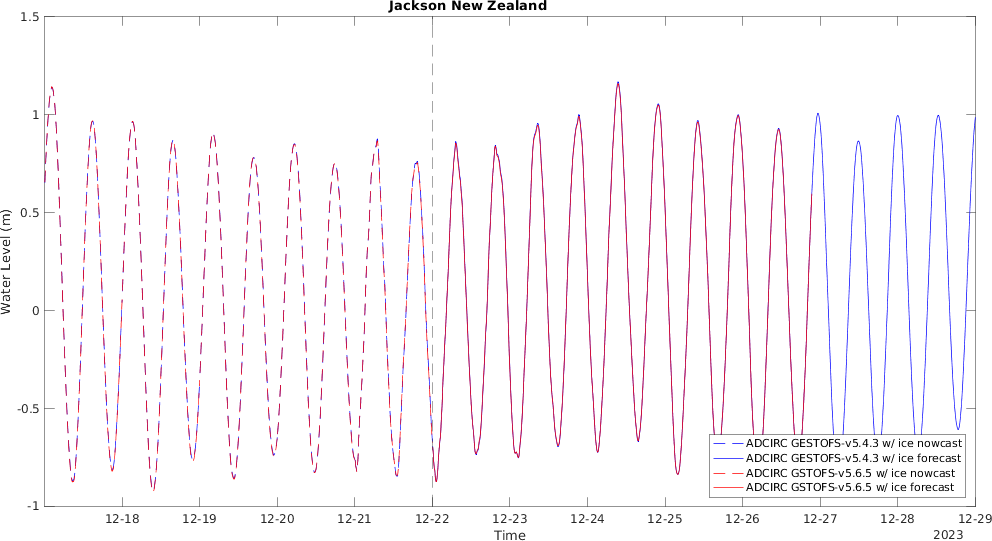 Jackson New Zealand
1.5
1
0.5
0
-0.5
-1
Water Level (m)
ADCIRC GESTOFS-v5.4.3 w/ ice nowcast
ADCIRC GESTOFS-v5.4.3 w/ ice forecast
ADCIRC GSTOFS-v5.6.5 w/ ice nowcast
ADCIRC GSTOFS-v5.6.5 w/ ice forecast
12-18 12-19 12-20 12-21 12-22 12-23 12-24 12-25 12-26 12-27 12-28 12-29
Time
2023